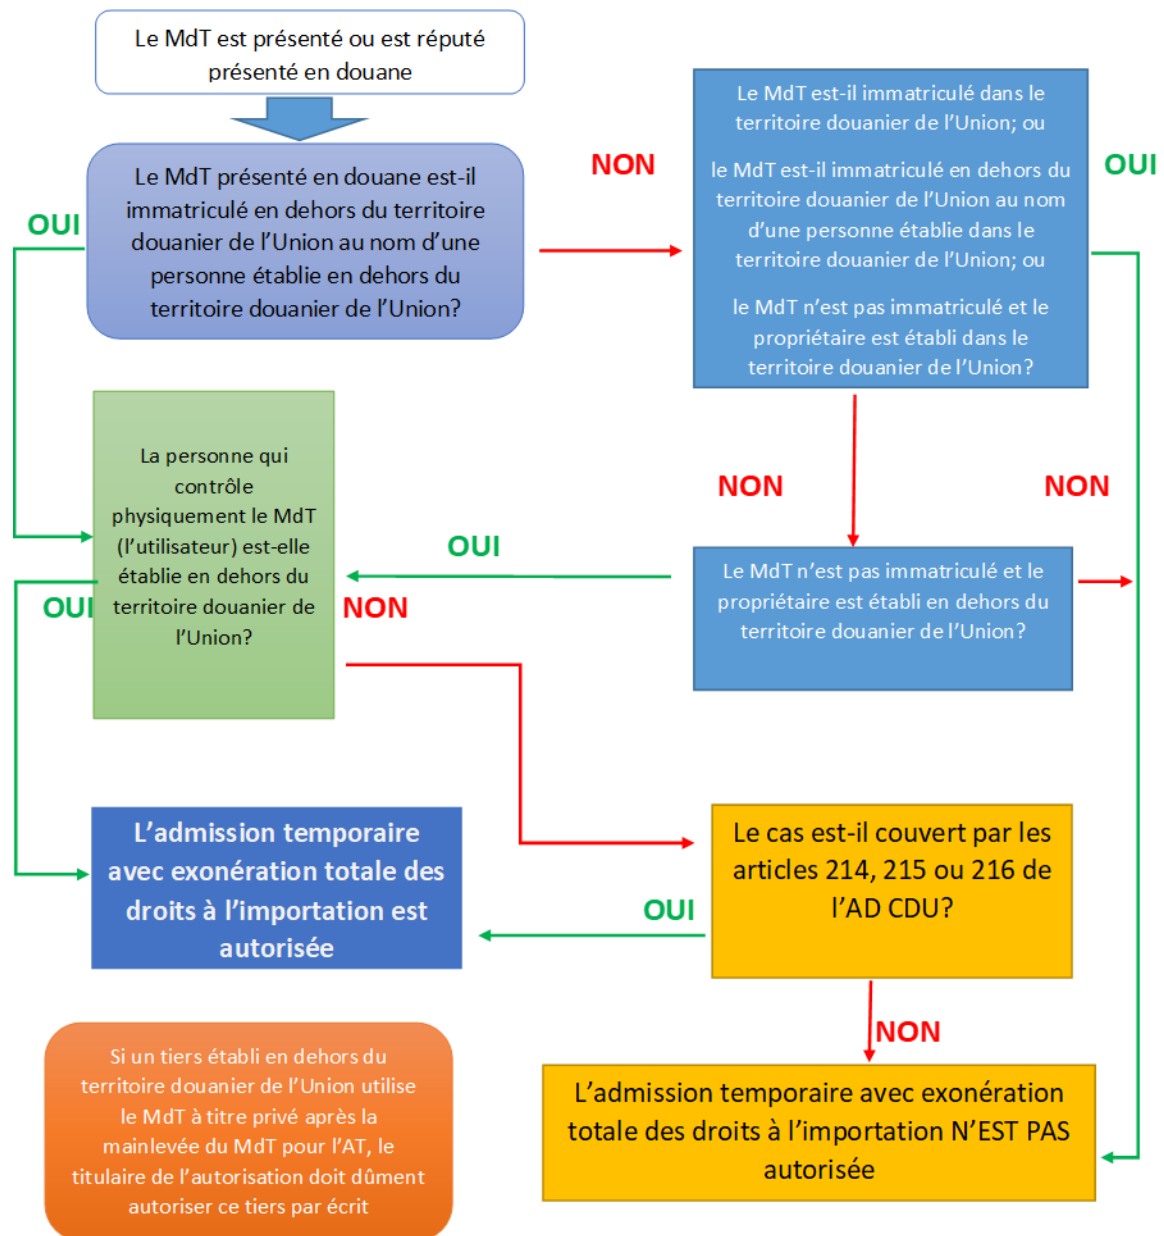 Le MdT est présenté ou est réputé
présenté en douane
Le MdT présenté en douane est-il
immatriculé en dehors du territoire
douanier de l’Union au nom d’une
personne établie en dehors du
territoire douanier de l’Union?
OUI
NON
Le MdT est-il immatriculé dans le
territoire douanier de l’Union; ou
le MdT est-il immatriculé en dehors du
territoire douanier de l’Union au nom
d’une personne établie dans le
territoire douanier de l’Union; ou
le MdT n’est pas immatriculé et le
propriétaire est établi dans le
territoire douanier de l’Union?
OUI
NON
NON
La personne qui
contrôle
physiquement le MdT
(l’utilisateur) est-elle
établie en dehors du
territoire douanier de
l’Union?
OUI
NON
OUI
Le MdT n’est pas immatriculé et le
propriétaire est établi en dehors du
territoire douanier de l’Union?
L’admission temporaire
avec exonération totale des
droits à l’importation est
autorisée
OUI
Le cas est-il couvert par les
articles 214, 215 ou 216 de
l’AD CDU?
NON
Si un tiers établi en dehors du
territoire douanier de l’Union utilise
le MdT à titre privé après la
mainlevée du MdT pour l’AT, le
titulaire de l’autorisation doit dûment
autoriser ce tiers par écrit
L’admission temporaire avec exonération
totale des droits à l’importation N’EST PAS
autorisée